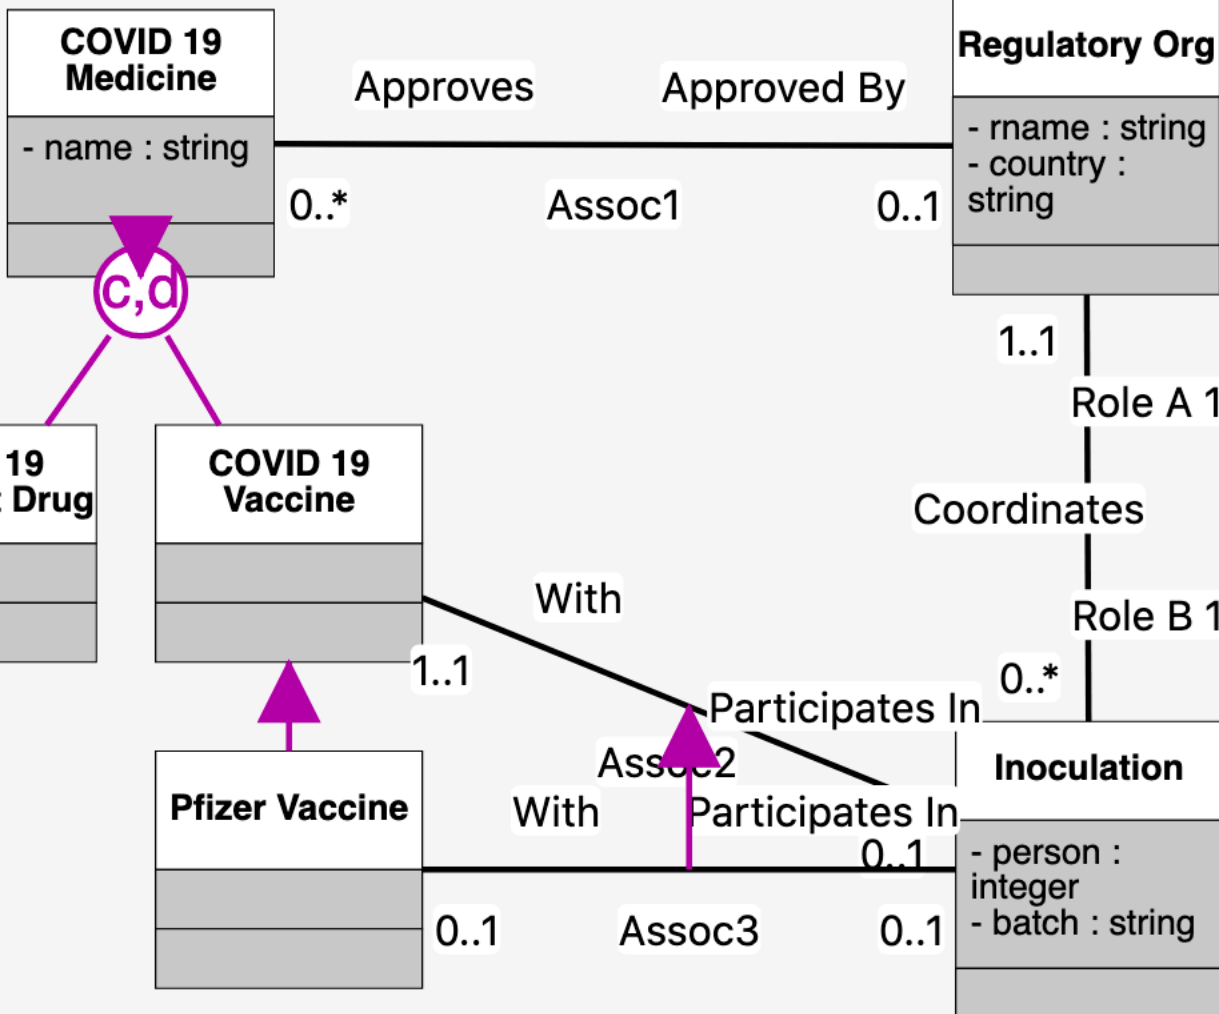 COVID 19
Medicine
- name : string
Approves
Approved By
0..*
Assoc1
0..1
Regulatory Org
- rname : string
- country :
string
c,d
1..1
Role A 1
Coordinates
Role B 1
0..*
19
Drug
COVID 19
Vaccine
With
1..1
Participates In
Assoc2
0..1
Pfizer Vaccine
With
Participates In
0..1
Assoc3
0..1
Inoculation
- person :
integer
- batch : string